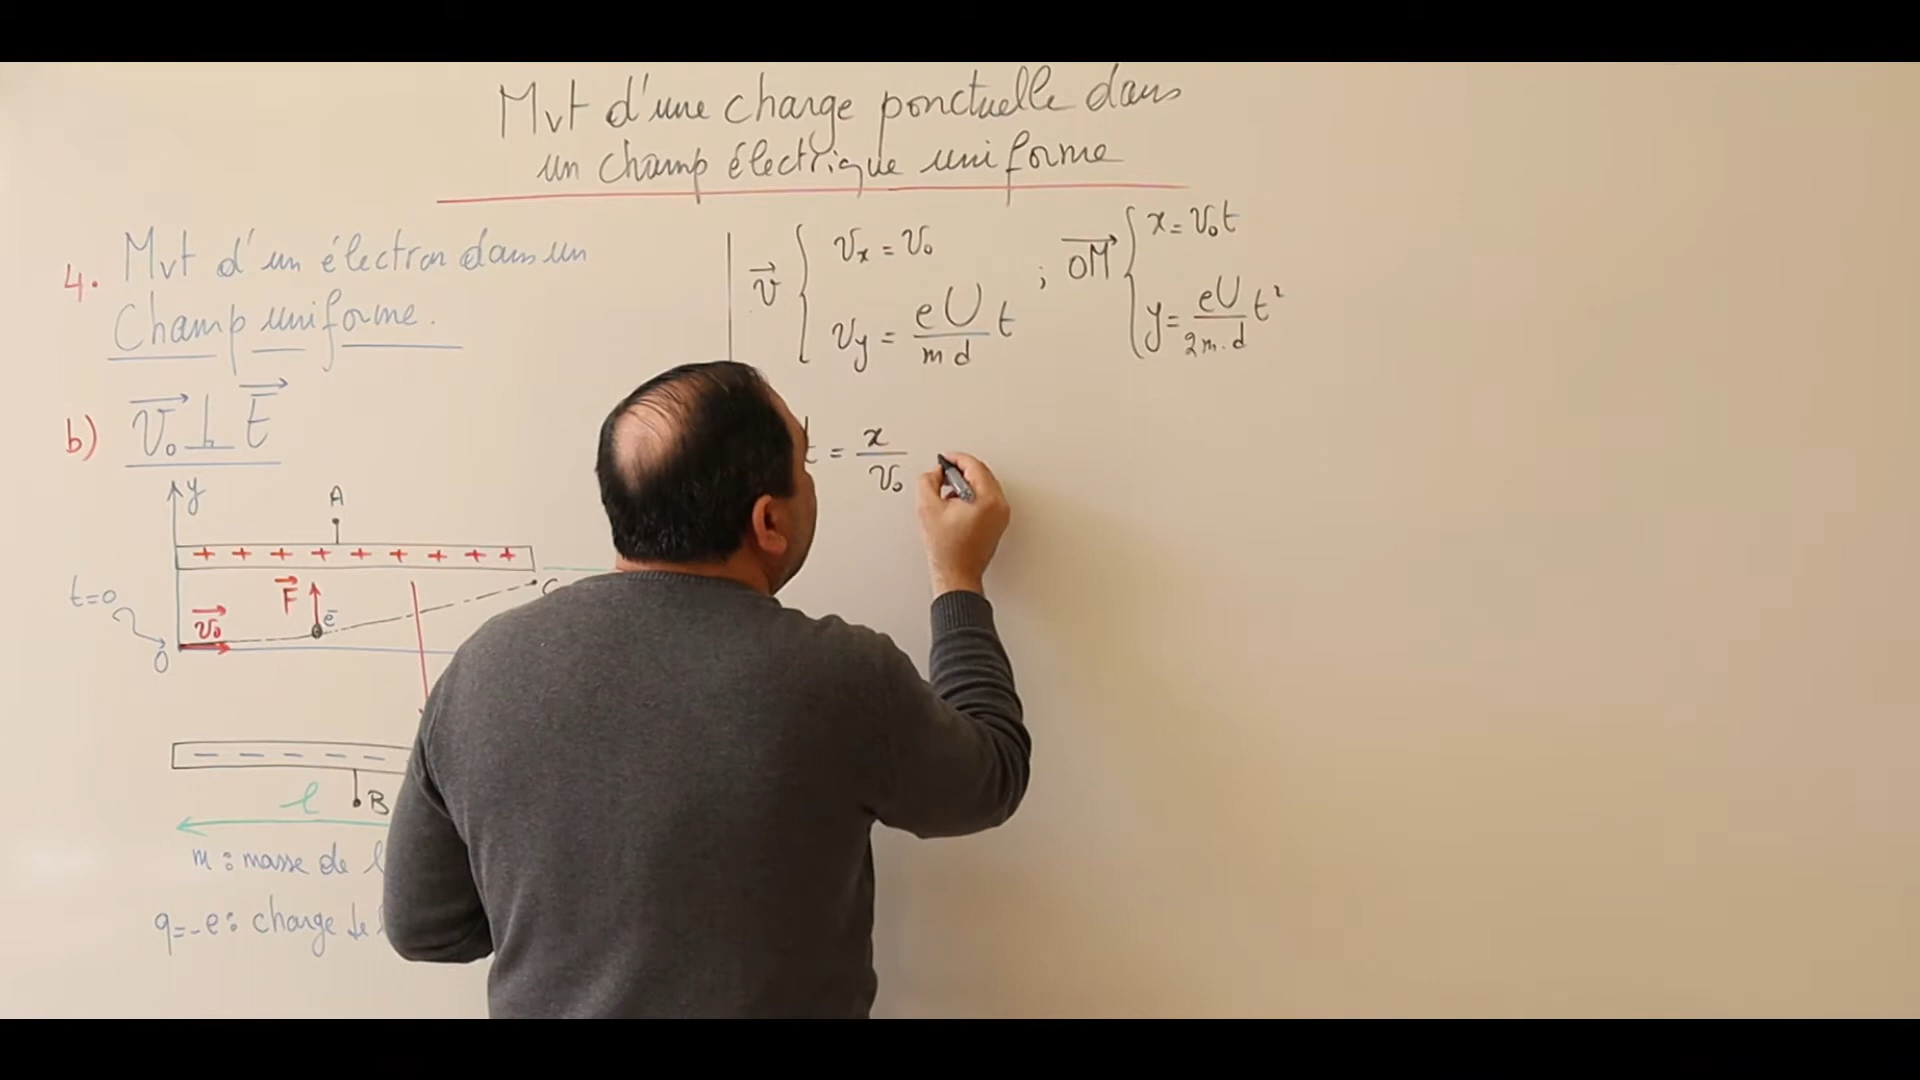 Mvt d'une charge ponctuelle dans
un champ électrique uniforme
4. Mvt d'un électron dans un
Champ uniforme.
b) v₀ ⊥ E
y
A
+ + + + + + + + +
t=0
v₀
F
e⁻
C
O
− − − − −
l
B
m : masse de l
q=-e : charge de l
v { vx = v₀
vy = eU/md t
; OM { x = v₀t
y = eU/2m.d t²
t = x/v₀